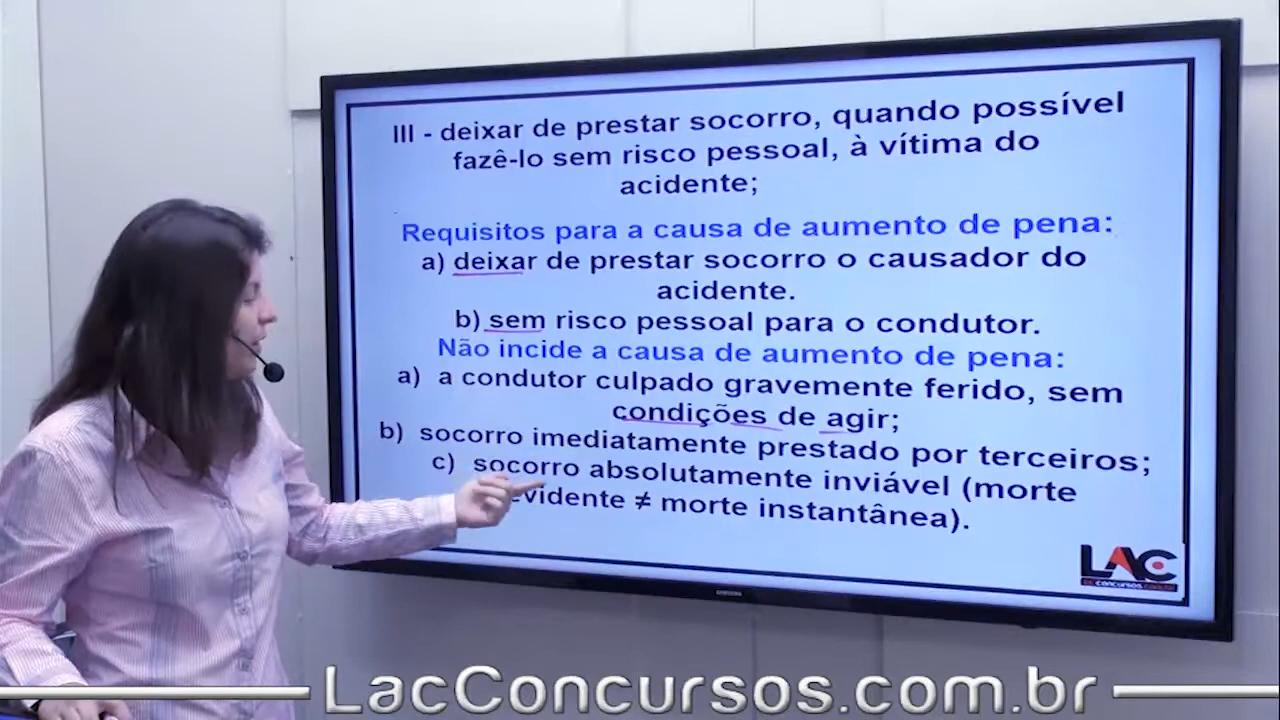 III - deixar de prestar socorro, quando possível
fazê-lo sem risco pessoal, à vítima do
acidente;
Requisitos para a causa de aumento de pena:
a) deixar de prestar socorro o causador do
acidente.
b) sem risco pessoal para o condutor.
Não incide a causa de aumento de pena:
a) a condutor culpado gravemente ferido, sem
condições de agir;
b) socorro imediatamente prestado por terceiros;
c) socorro absolutamente inviável (morte
evidente ≠ morte instantânea).
LAC
CONCURSOS
SAMSUNG
LacConcursos.com.br